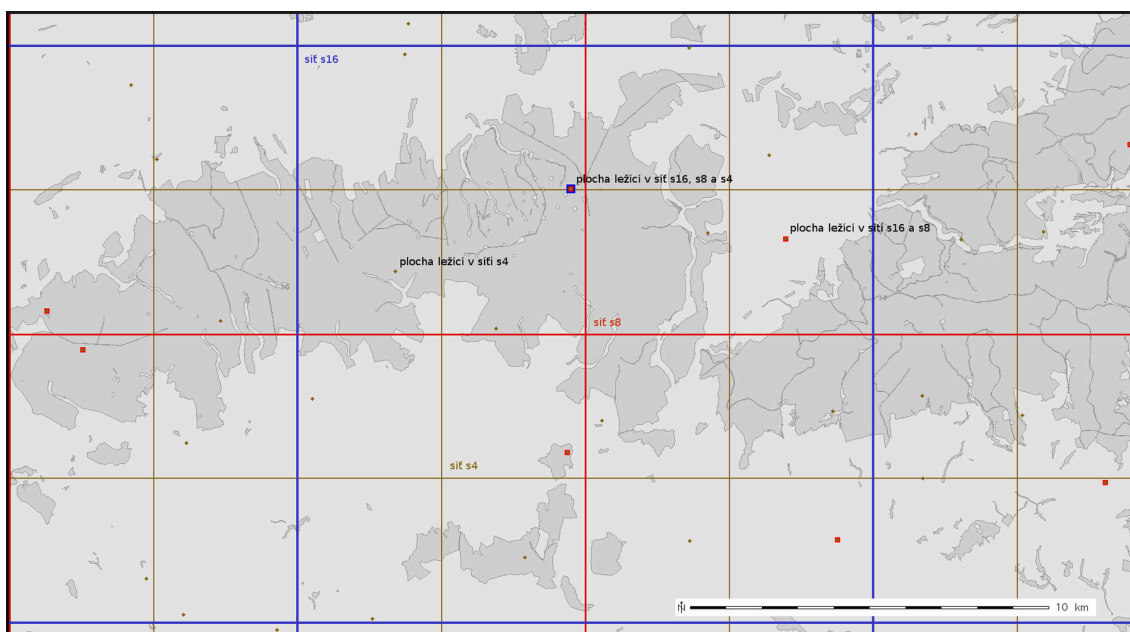 síť s16
plocha ležící v síť s16, s8 a s4
plocha ležící v síti s16 a s8
plocha ležící v síti s4
síť s8
síť s4
N
10 km